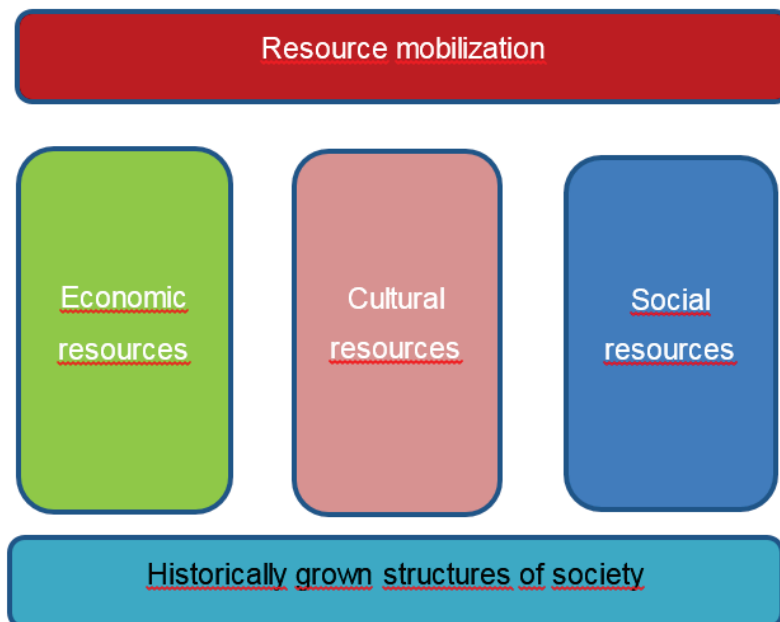 Resource mobilization
Economic
resources
Cultural
resources
Social
resources
Historically grown structures of society